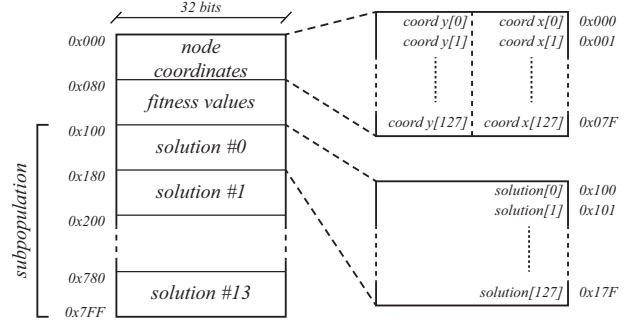 32 bits
0x000
node
coordinates
0x080
fitness values
0x100
solution #0
0x180
solution #1
0x200
0x780
solution #13
0x7FF
subpopulation
coord y[0] coord x[0] 0x000
coord y[1] coord x[1] 0x001
coord y[127] coord x[127] 0x07F
solution[0] 0x100
solution[1] 0x101
solution[127] 0x17F